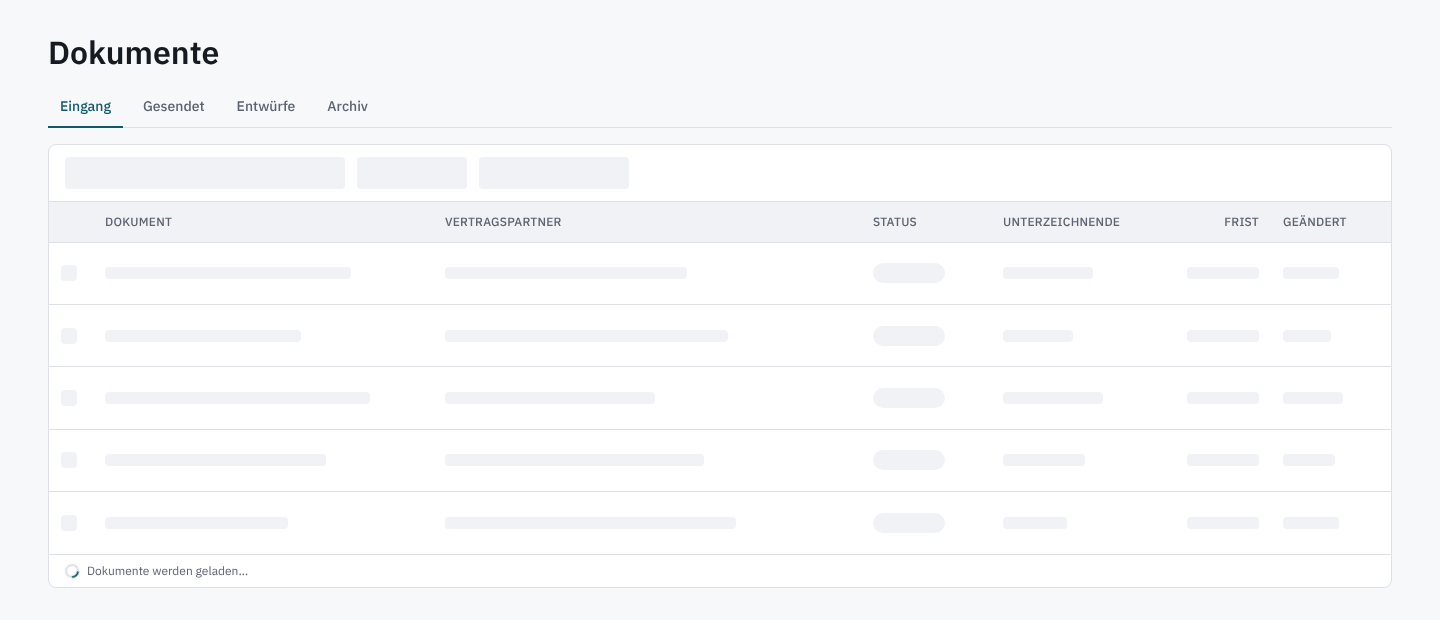 Dokumente
Eingang Gesendet Entwürfe Archiv
DOKUMENT VERTRAGSPARTNER STATUS UNTERZEICHNENDE FRIST GEÄNDERT
Dokumente werden geladen…